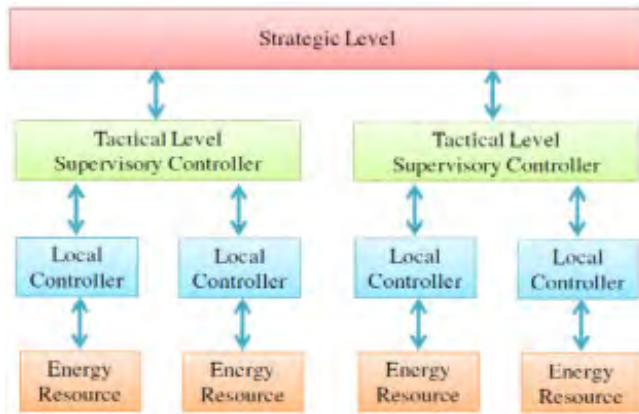 Strategic Level
Tactical Level
Supervisory Controller
Tactical Level
Supervisory Controller
Local
Controller
Local
Controller
Local
Controller
Local
Controller
Energy
Resource
Energy
Resource
Energy
Resource
Energy
Resource